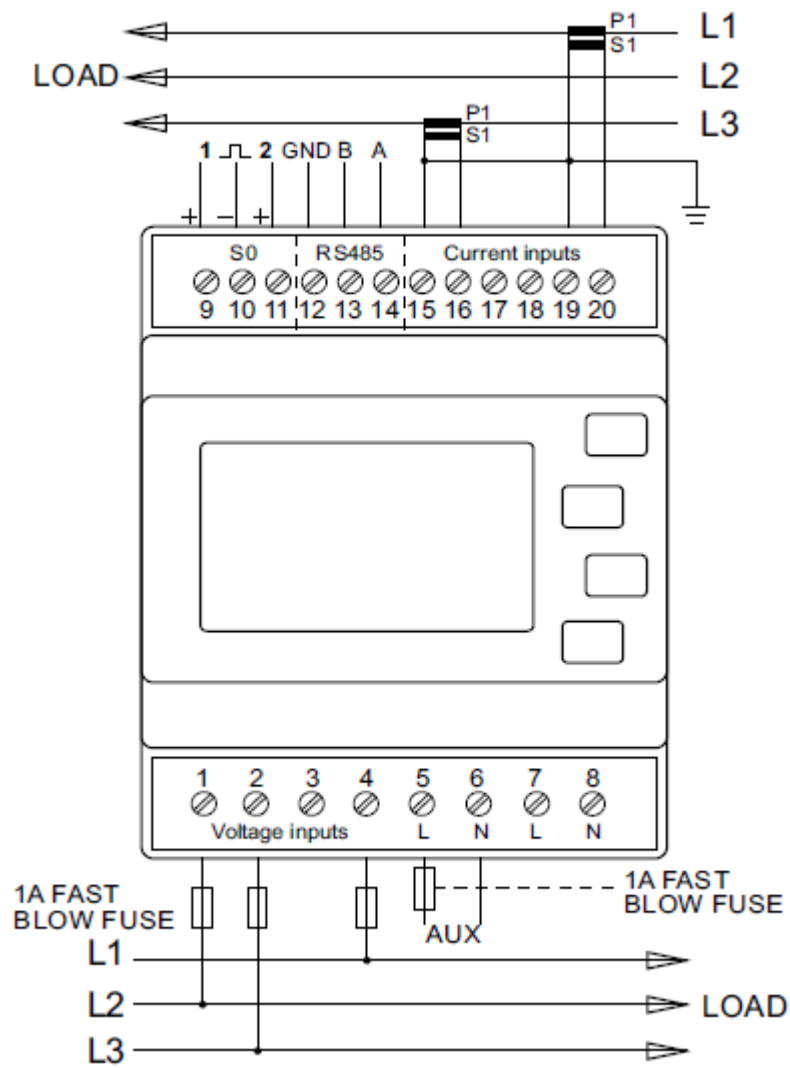 P1 L1
S1
LOAD L2
P1 L3
S1
1 2 GND B A
+ − +
S0 RS485 Current inputs
9 10 11 12 13 14 15 16 17 18 19 20
1 2 3 4 5 6 7 8
Voltage inputs L N L N
1A FAST
BLOW FUSE
1A FAST
BLOW FUSE
AUX
L1
L2 LOAD
L3